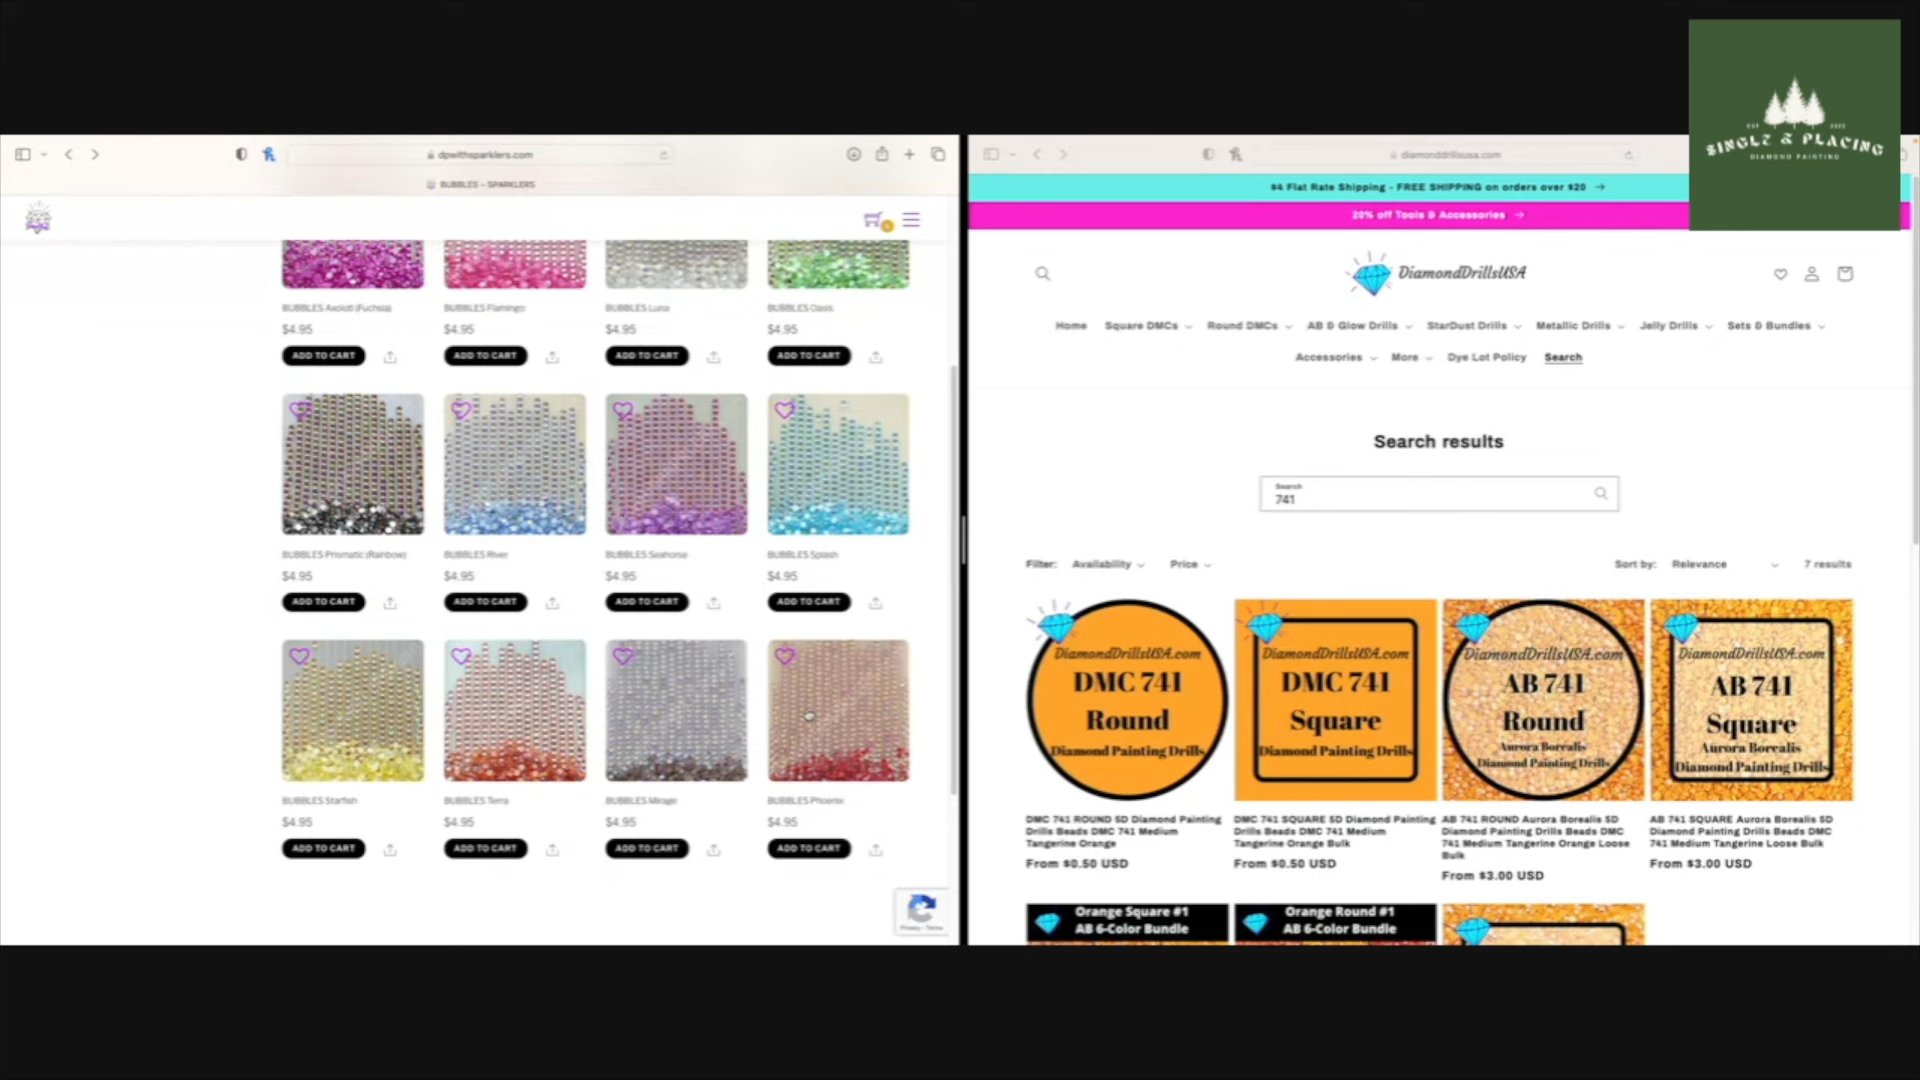 dpwithsparklers.com
BUBBLES – SPARKLERS
BUBBLES Axolotl (Fuchsia)
BUBBLES Flamingo
BUBBLES Luna
BUBBLES Oasis
$4.95
$4.95
$4.95
$4.95
ADD TO CART
ADD TO CART
ADD TO CART
ADD TO CART
BUBBLES Prismatic (Rainbow)
BUBBLES River
BUBBLES Seahorse
BUBBLES Splash
$4.95
$4.95
$4.95
$4.95
ADD TO CART
ADD TO CART
ADD TO CART
ADD TO CART
BUBBLES Starfish
BUBBLES Terra
BUBBLES Mirage
BUBBLES Phoenix
$4.95
$4.95
$4.95
$4.95
ADD TO CART
ADD TO CART
ADD TO CART
ADD TO CART
Privacy - Terms
diamonddrillsusa.com
$4 Flat Rate Shipping - FREE SHIPPING on orders over $20 →
20% off Tools & Accessories →
EST 2022
SINGLE & PLACING
DIAMOND PAINTING
DiamondDrillsUSA
Home Square DMCs Round DMCs AB & Glow Drills StarDust Drills Metallic Drills Jelly Drills Sets & Bundles
Accessories More Dye Lot Policy Search
Search results
Search
741
Filter: Availability Price Sort by: Relevance 7 results
DiamondDrillsUSA.com
DMC 741
Round
Diamond Painting Drills
DiamondDrillsUSA.com
DMC 741
Square
Diamond Painting Drills
DiamondDrillsUSA.com
AB 741
Round
Aurora Borealis
Diamond Painting Drills
DiamondDrillsUSA.com
AB 741
Square
Aurora Borealis
Diamond Painting Drills
DMC 741 ROUND 5D Diamond Painting
Drills Beads DMC 741 Medium
Tangerine Orange
From $0.50 USD
DMC 741 SQUARE 5D Diamond Painting
Drills Beads DMC 741 Medium
Tangerine Orange Bulk
From $0.50 USD
AB 741 ROUND Aurora Borealis 5D
Diamond Painting Drills Beads DMC
741 Medium Tangerine Orange Loose
Bulk
From $3.00 USD
AB 741 SQUARE Aurora Borealis 5D
Diamond Painting Drills Beads DMC
741 Medium Tangerine Loose Bulk
From $3.00 USD
Orange Square #1
AB 6-Color Bundle
Orange Round #1
AB 6-Color Bundle